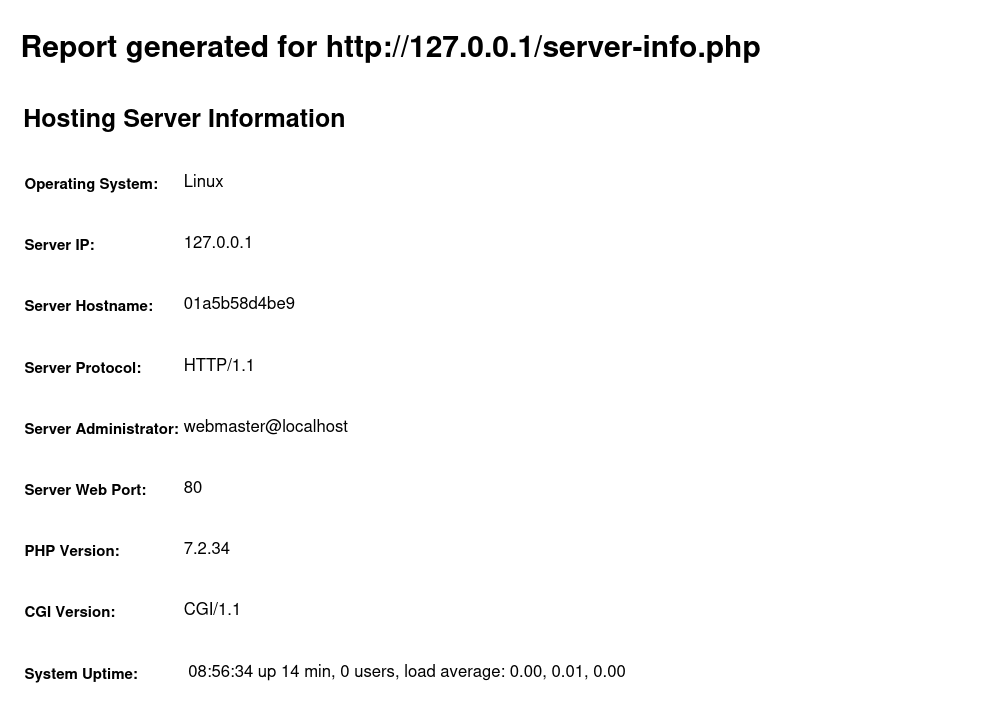 Report generated for http://127.0.0.1/server-info.php
Hosting Server Information
Operating System: Linux
Server IP: 127.0.0.1
Server Hostname: 01a5b58d4be9
Server Protocol: HTTP/1.1
Server Administrator: webmaster@localhost
Server Web Port: 80
PHP Version: 7.2.34
CGI Version: CGI/1.1
System Uptime: 08:56:34 up 14 min, 0 users, load average: 0.00, 0.01, 0.00